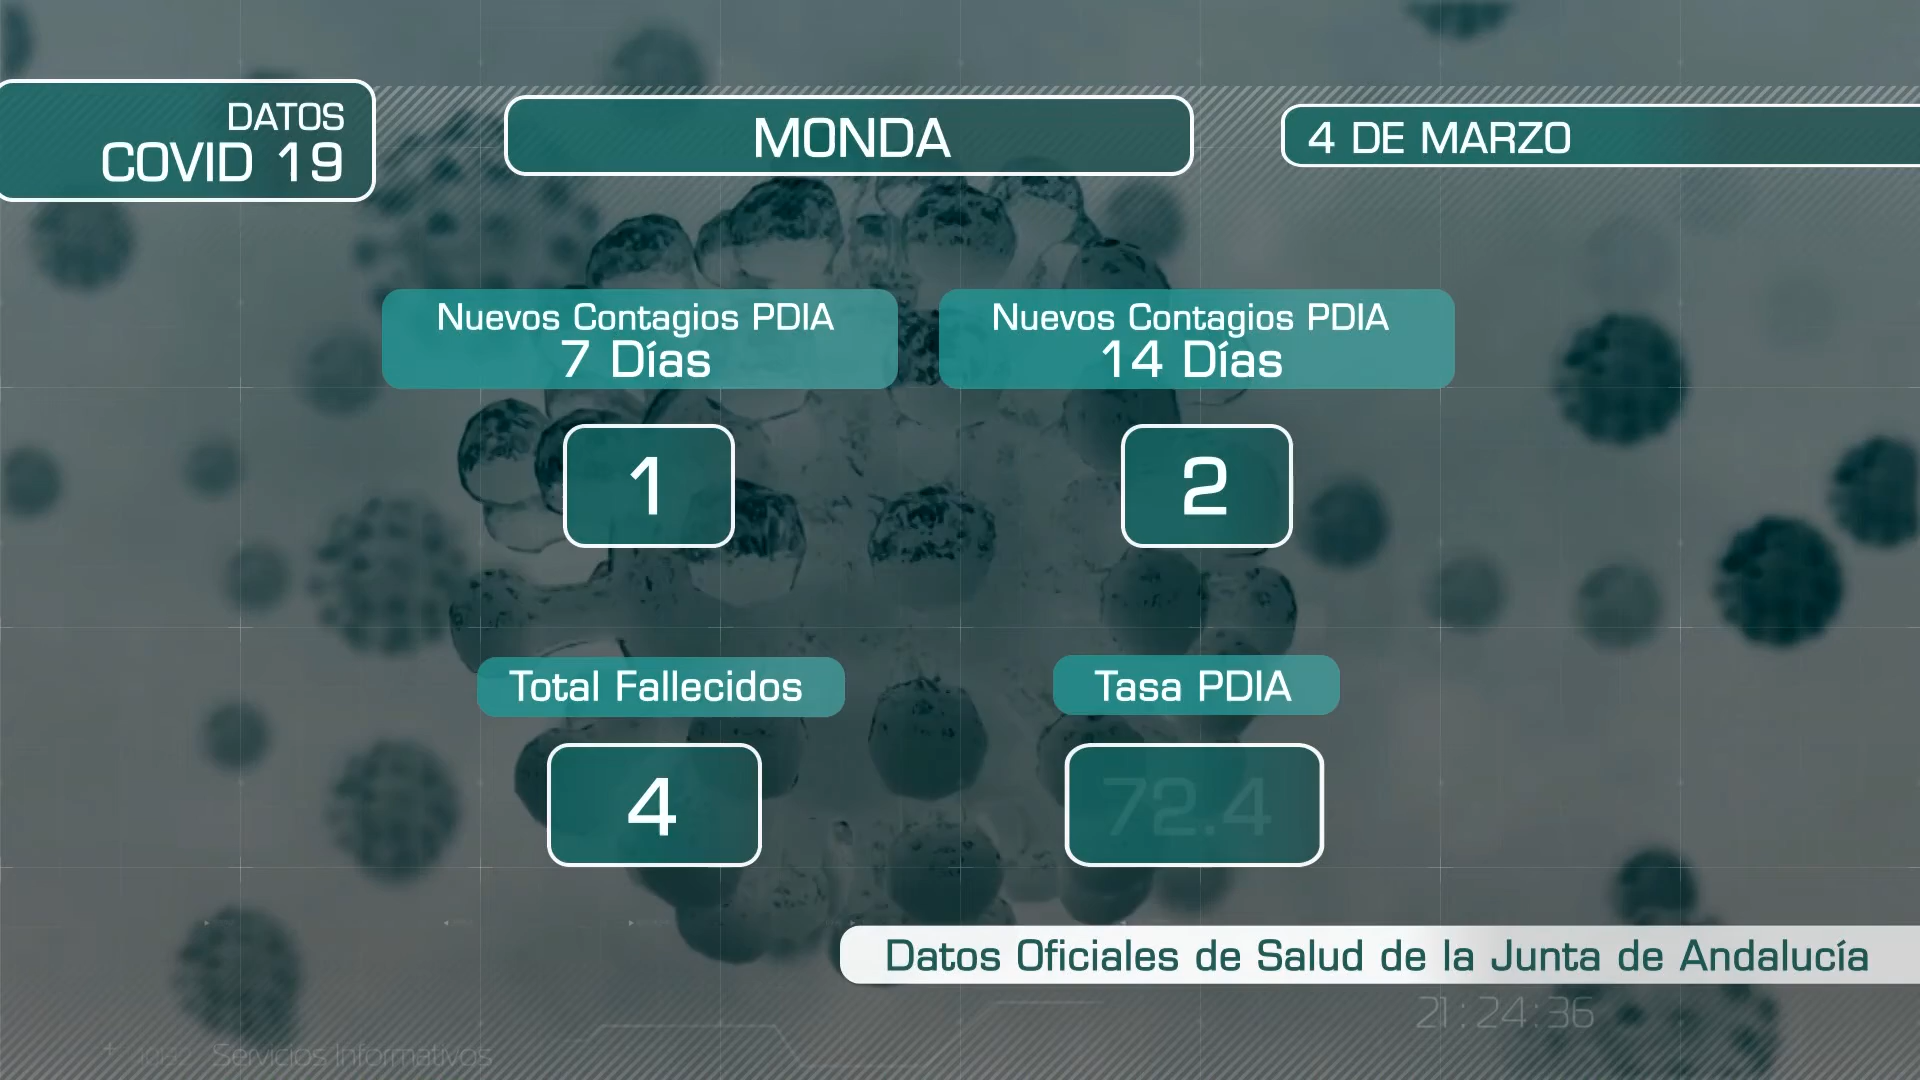 DATOS
COVID 19
MONDA
4 DE MARZO
Nuevos Contagios PDIA
7 Días
Nuevos Contagios PDIA
14 Días
1
2
Total Fallecidos
Tasa PDIA
4
72.4
Datos Oficiales de Salud de la Junta de Andalucía
21:24:36
Servicios Informativos